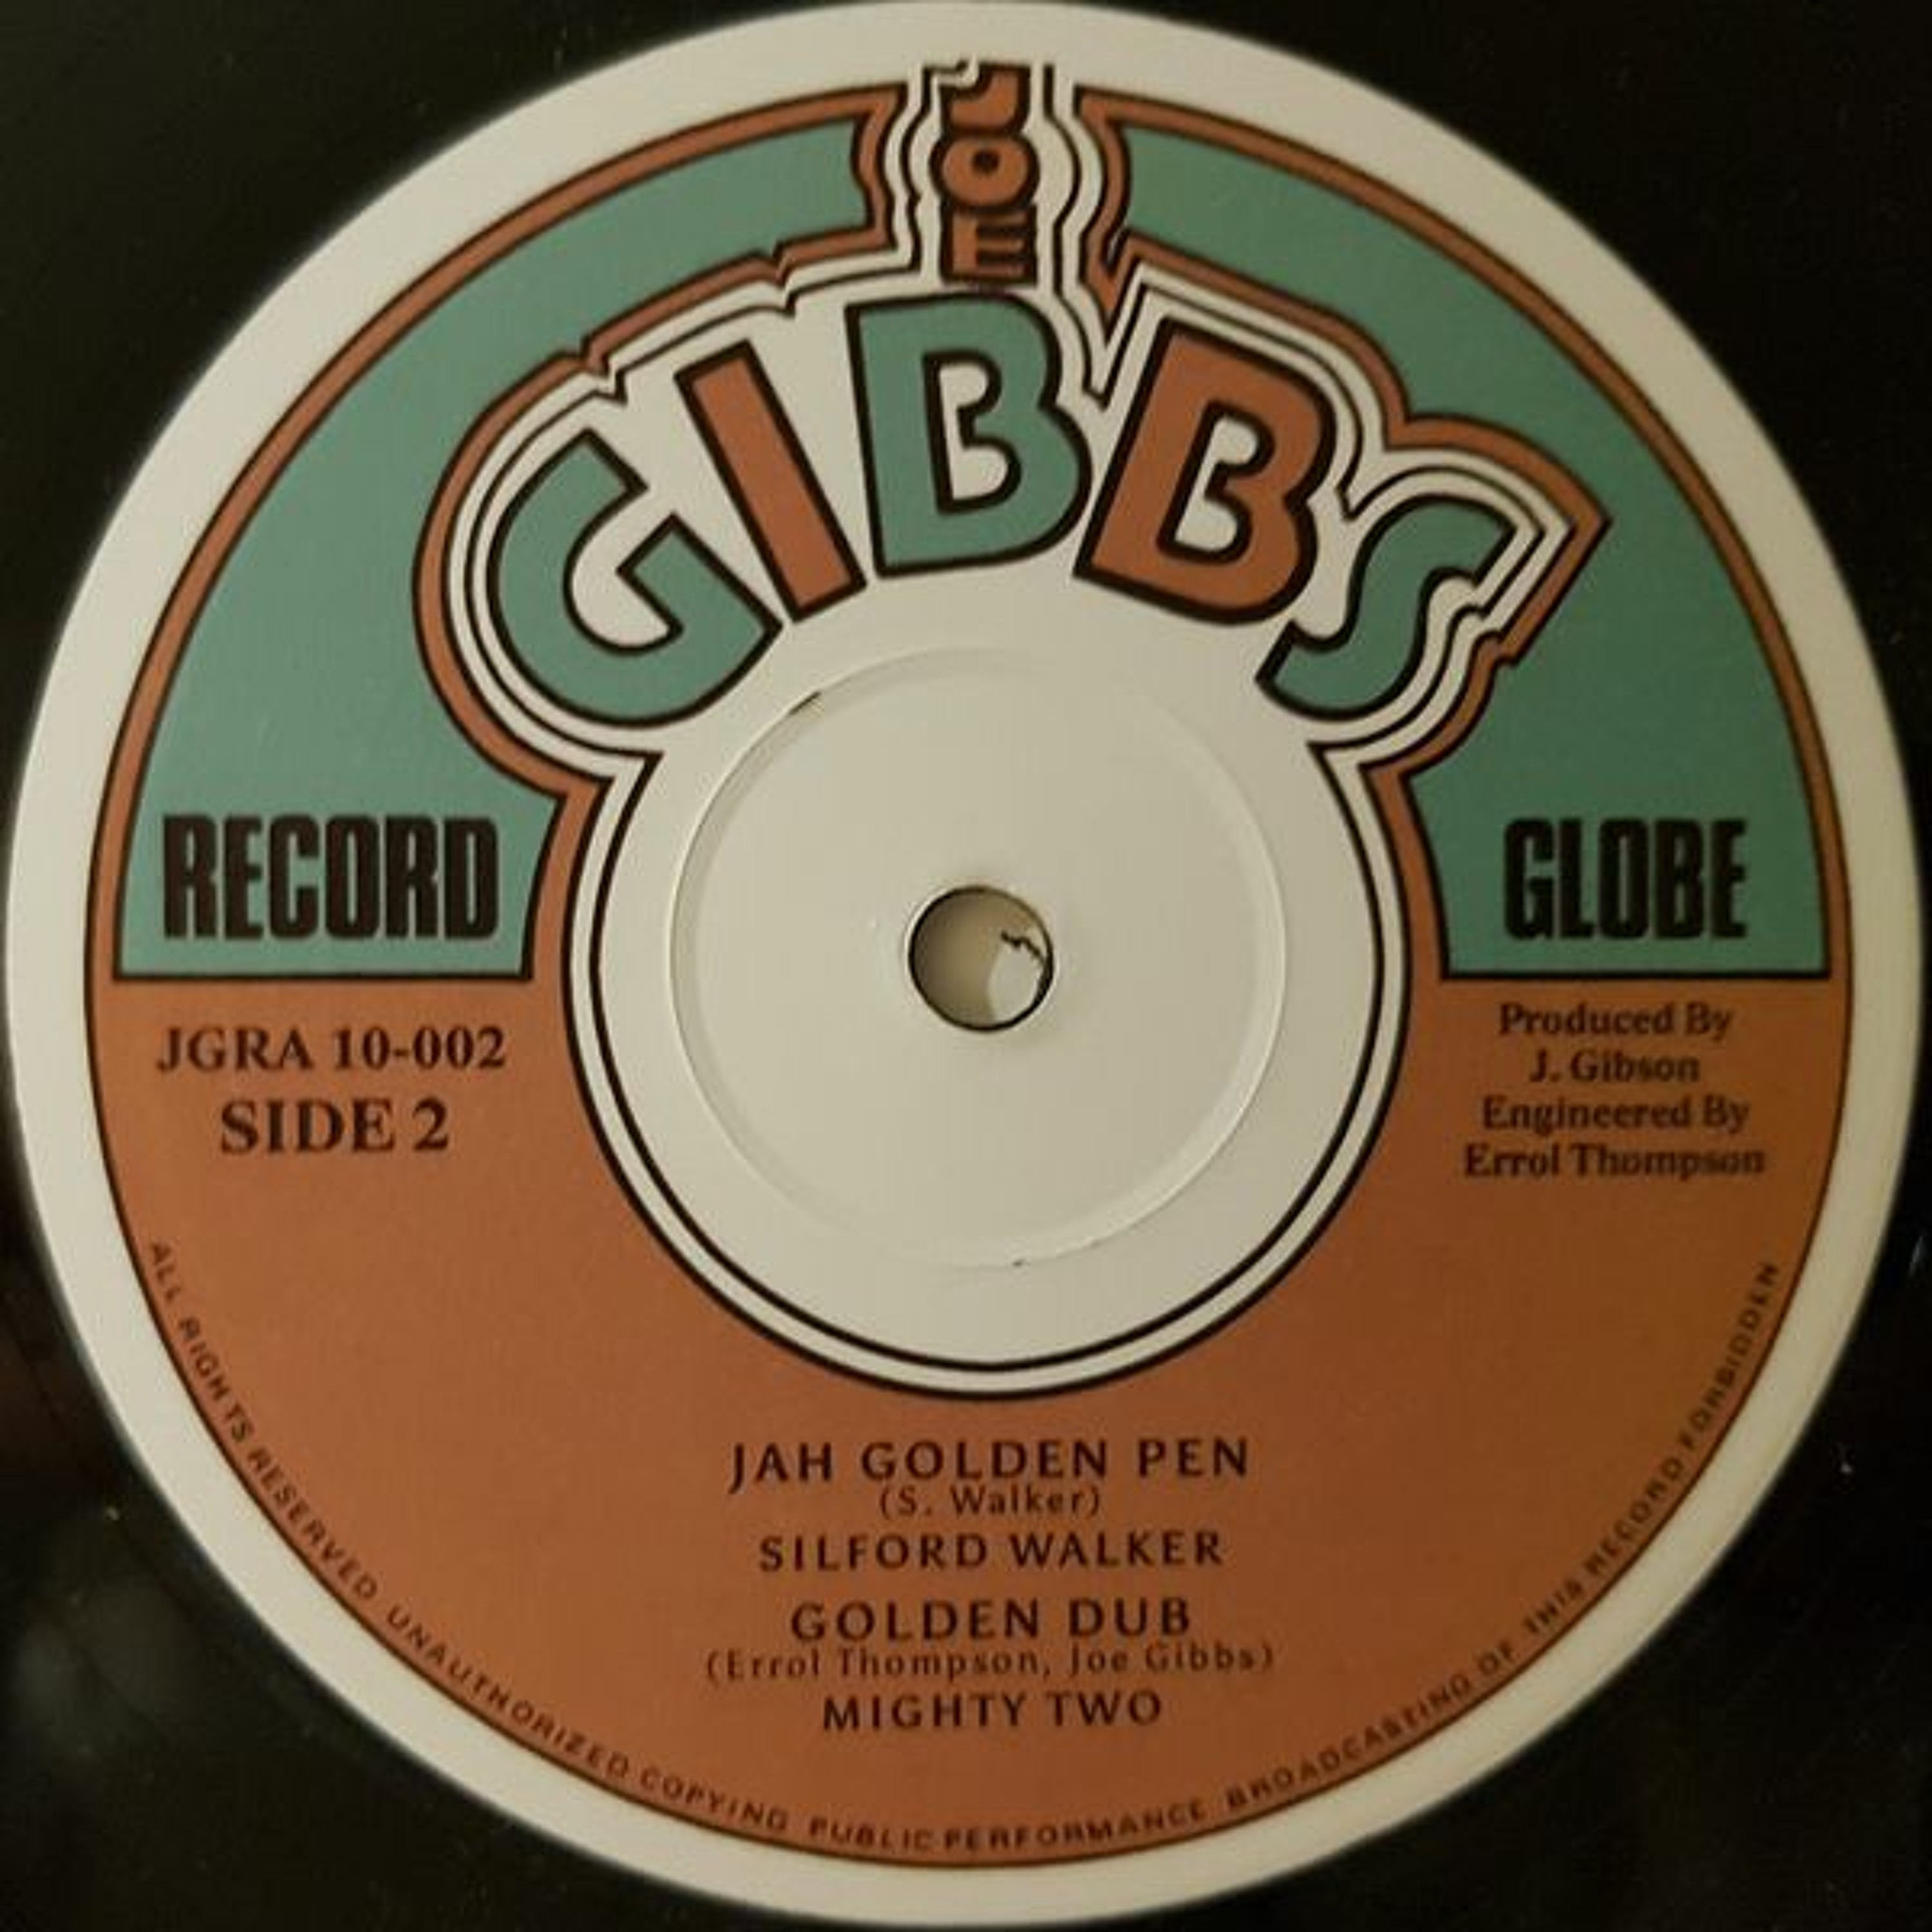 JOE
GIBBS
RECORD
GLOBE
JGRA 10-002
SIDE 2
Produced By
J. Gibson
Engineered By
Errol Thompson
JAH GOLDEN PEN
(S. Walker)
SILFORD WALKER
GOLDEN DUB
(Errol Thompson, Joe Gibbs)
MIGHTY TWO
ALL RIGHTS RESERVED UNAUTHORIZED COPYING PUBLIC PERFORMANCE BROADCASTING OF THIS RECORD FORBIDDEN